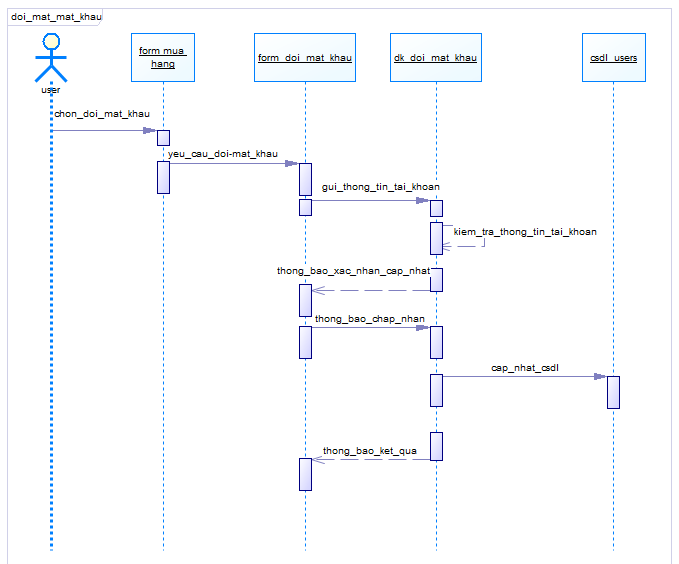 doi_mat_mat_khau
form mua
hang
form_doi_mat_khau
dk_doi_mat_khau
csdl_users
user
chon_doi_mat_khau
yeu_cau_doi-mat_khau
gui_thong_tin_tai_khoan
kiem_tra_thong_tin_tai_khoan
thong_bao_xac_nhan_cap_nhat
thong_bao_chap_nhan
cap_nhat_csdl
thong_bao_ket_qua